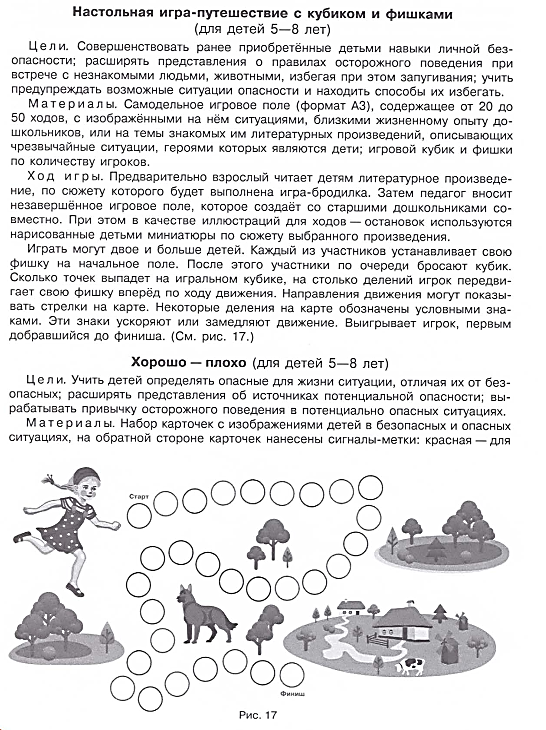 Настольная игра-путешествие с кубиком и фишками
(для детей 5—8 лет)
Цели. Совершенствовать ранее приобретённые детьми навыки личной без-
опасности; расширять представления о правилах осторожного поведения при
встрече с незнакомыми людьми, животными, избегая при этом запугивания; учить
предупреждать возможные ситуации опасности и находить способы их избегать.
Материалы. Самодельное игровое поле (формат А3), содержащее от 20 до
50 ходов, с изображёнными на нём ситуациями, близкими жизненному опыту до-
школьников, или на темы знакомых им литературных произведений, описывающих
чрезвычайные ситуации, героями которых являются дети; игровой кубик и фишки
по количеству игроков.
Ход игры. Предварительно взрослый читает детям литературное произведе-
ние, по сюжету которого будет выполнена игра-бродилка. Затем педагог вносит
незавершённое игровое поле, которое создаёт со старшими дошкольниками со-
вместно. При этом в качестве иллюстраций для ходов — остановок используются
нарисованные детьми миниатюры по сюжету выбранного произведения.
Играть могут двое и больше детей. Каждый из участников устанавливает свою
фишку на начальное поле. После этого участники по очереди бросают кубик.
Сколько точек выпадет на игральном кубике, на столько делений игрок передви-
гает свою фишку вперёд по ходу движения. Направления движения могут показы-
вать стрелки на карте. Некоторые деления на карте обозначены условными зна-
ками. Эти знаки ускоряют или замедляют движение. Выигрывает игрок, первым
добравшийся до финиша. (См. рис. 17.)
Хорошо — плохо (для детей 5—8 лет)
Цели. Учить детей определять опасные для жизни ситуации, отличая их от без-
опасных; расширять представления об источниках потенциальной опасности; вы-
рабатывать привычку осторожного поведения в потенциально опасных ситуациях.
Материалы. Набор карточек с изображениями детей в безопасных и опасных
ситуациях, на обратной стороне карточек нанесены сигналы-метки: красная — для
Старт
Финиш
Рис. 17